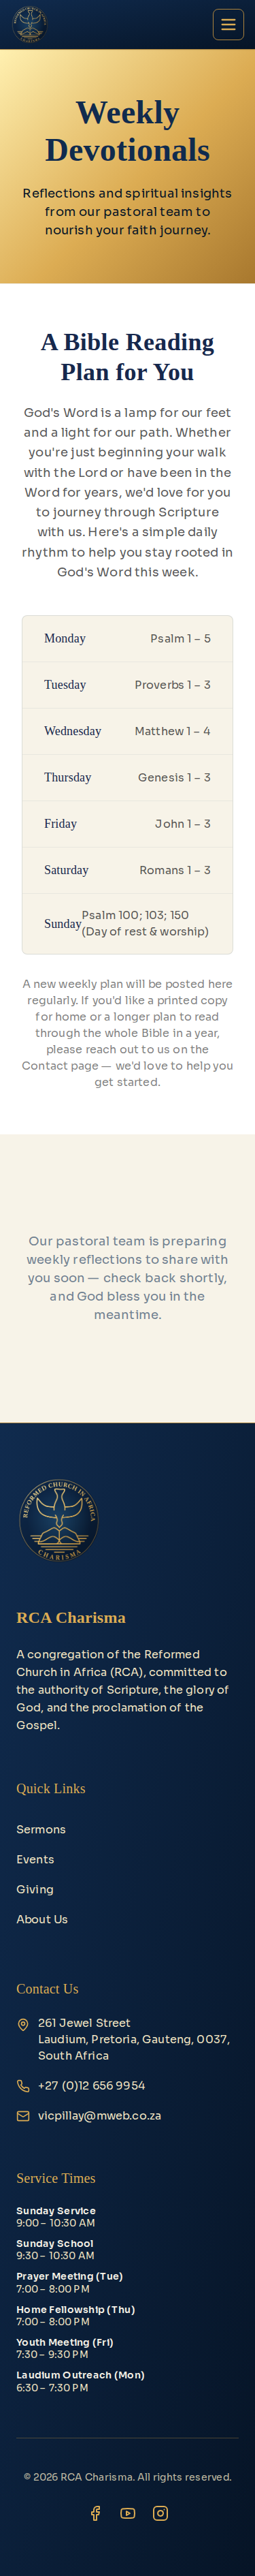 Weekly
Devotionals
Reflections and spiritual insights
from our pastoral team to
nourish your faith journey.
A Bible Reading
Plan for You
God's Word is a lamp for our feet
and a light for our path. Whether
you're just beginning your walk
with the Lord or have been in the
Word for years, we'd love for you
to journey through Scripture
with us. Here's a simple daily
rhythm to help you stay rooted in
God's Word this week.
Monday Psalm 1 – 5
Tuesday Proverbs 1 – 3
Wednesday Matthew 1 – 4
Thursday Genesis 1 – 3
Friday John 1 – 3
Saturday Romans 1 – 3
Sunday Psalm 100; 103; 150
(Day of rest & worship)
A new weekly plan will be posted here
regularly. If you'd like a printed copy
for home or a longer plan to read
through the whole Bible in a year,
please reach out to us on the
Contact page — we'd love to help you
get started.
Our pastoral team is preparing
weekly reflections to share with
you soon — check back shortly,
and God bless you in the
meantime.
REFORMED CHURCH IN AFRICA
CHARISMA
RCA Charisma
A congregation of the Reformed
Church in Africa (RCA), committed to
the authority of Scripture, the glory of
God, and the proclamation of the
Gospel.
Quick Links
Sermons
Events
Giving
About Us
Contact Us
261 Jewel Street
Laudium, Pretoria, Gauteng, 0037,
South Africa
+27 (0)12 656 9954
vicpillay@mweb.co.za
Service Times
Sunday Service
9:00 – 10:30 AM
Sunday School
9:30 – 10:30 AM
Prayer Meeting (Tue)
7:00 – 8:00 PM
Home Fellowship (Thu)
7:00 – 8:00 PM
Youth Meeting (Fri)
7:30 – 9:30 PM
Laudium Outreach (Mon)
6:30 – 7:30 PM
© 2026 RCA Charisma. All rights reserved.